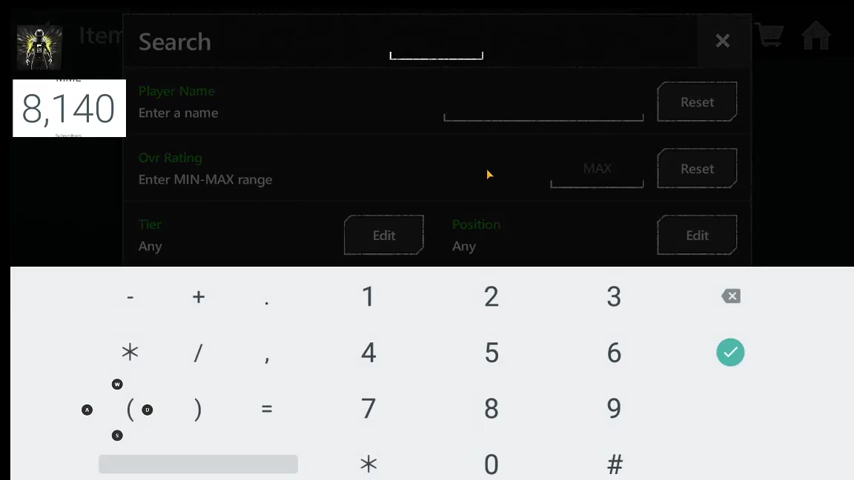 Item
Search
8,140
Player Name
Enter a name
Reset
Ovr Rating
Enter MIN-MAX range
MAX
Reset
Tier
Any
Edit
Position
Any
Edit
- + . 1 2 3
* / , 4 5 6
( ) = 7 8 9
* 0 #
W
A
D
S